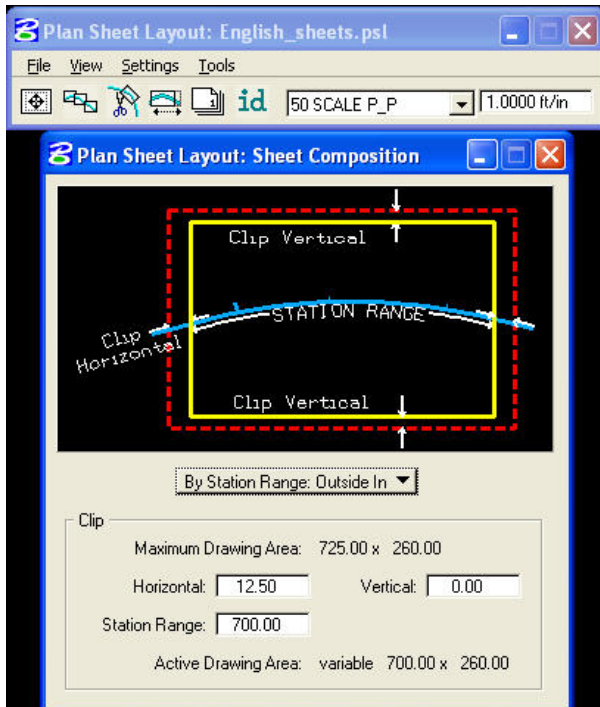 Plan Sheet Layout: English_sheets.psl
File View Settings Tools
id 50 SCALE P_P 1.0000 ft/in
Plan Sheet Layout: Sheet Composition
Clip Vertical
STATION RANGE
Clip
Horizontal
Clip Vertical
By Station Range: Outside In
Clip
Maximum Drawing Area: 725.00 x 260.00
Horizontal: 12.50 Vertical: 0.00
Station Range: 700.00
Active Drawing Area: variable 700.00 x 260.00